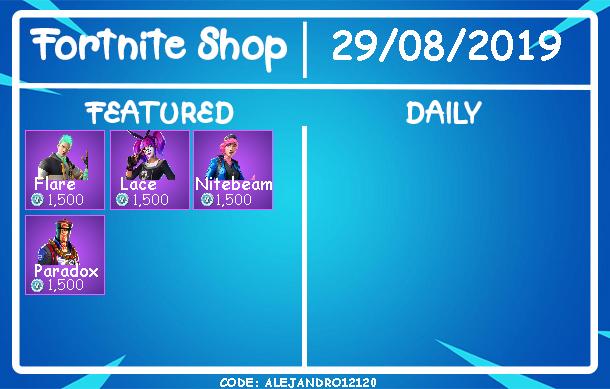 Fortnite Shop
29/08/2019
FEATURED
DAILY
Flare
1,500
Lace
1,500
Nitebeam
1,500
Paradox
1,500
CODE: ALEJANDRO12120